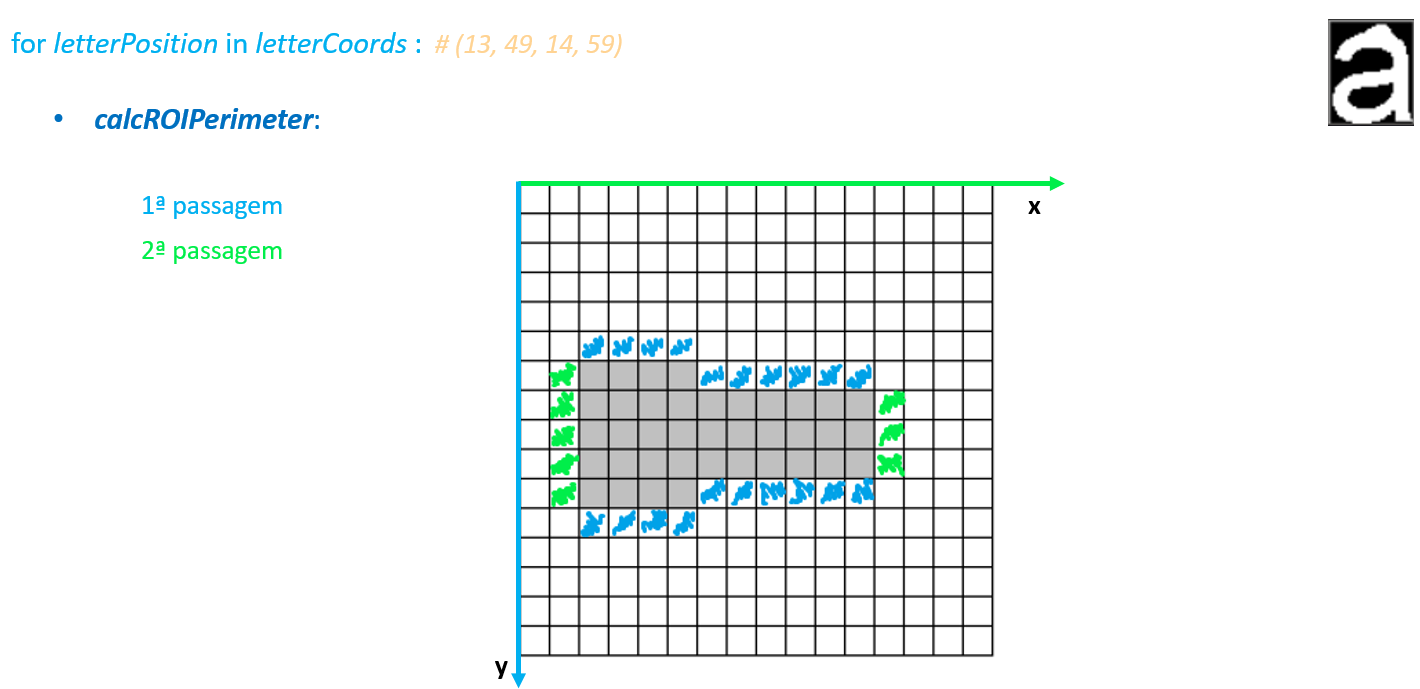 for letterPosition in letterCoords : # (13, 49, 14, 59)
• calcROIPerimeter:
1ª passagem
2ª passagem
x
y
a